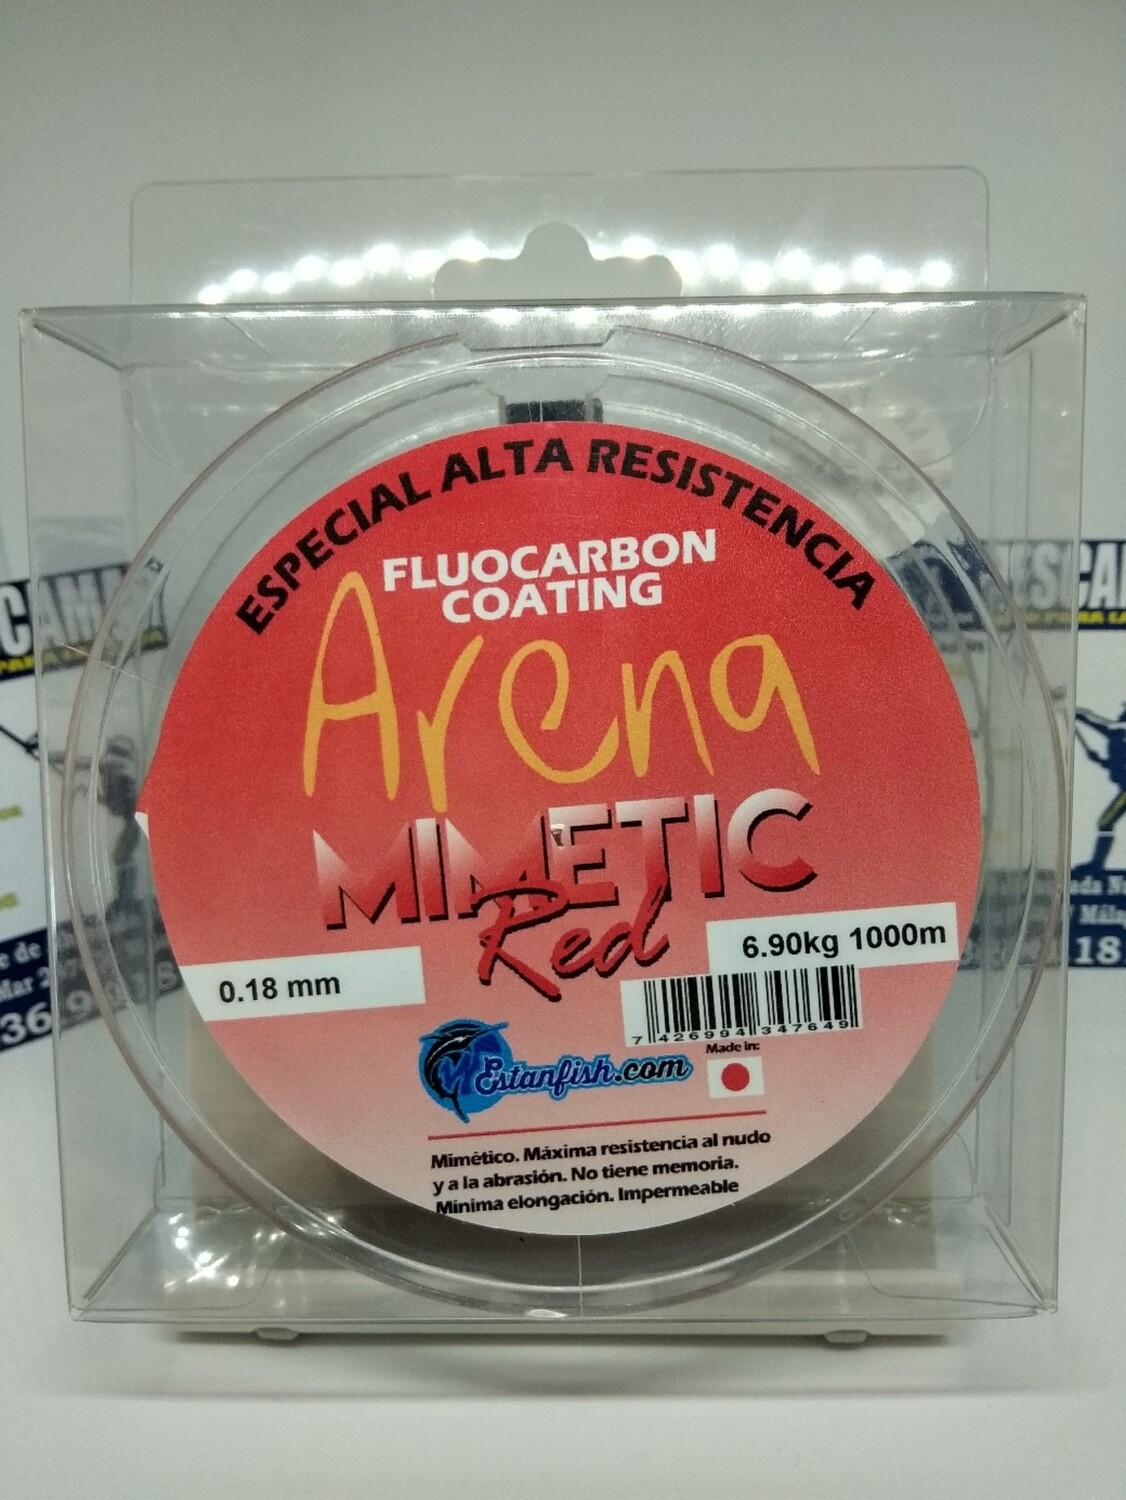 ESPECIAL ALTA RESISTENCIA
FLUOCARBON
COATING
Arena
MIMETIC
Red
0.18 mm
6.90kg 1000m
7 426994 347649
Estanfish.com
Made in:
Mimético. Máxima resistencia al nudo
y a la abrasión. No tiene memoria.
Mínima elongación. Impermeable